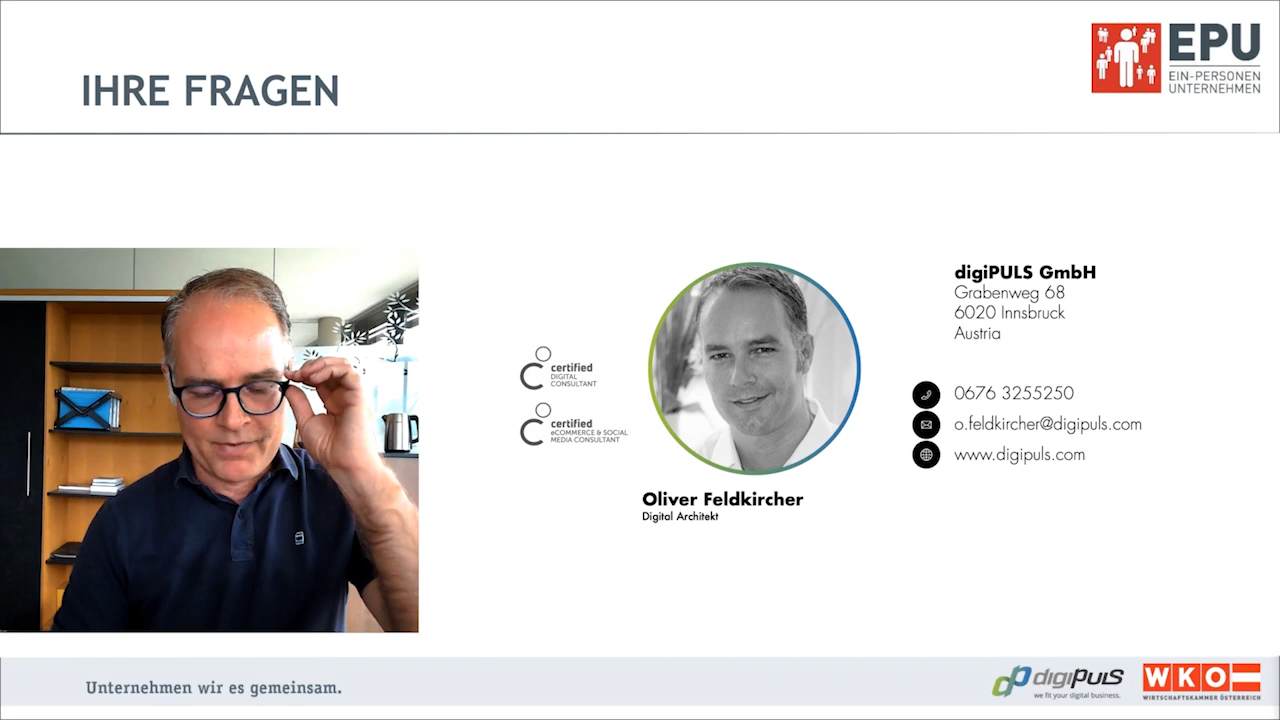 IHRE FRAGEN
EPU
EIN-PERSONEN
UNTERNEHMEN
certified
DIGITAL
CONSULTANT
certified
eCOMMERCE & SOCIAL
MEDIA CONSULTANT
Oliver Feldkircher
Digital Architekt
digiPULS GmbH
Grabenweg 68
6020 Innsbruck
Austria
0676 3255250
o.feldkircher@digipuls.com
www.digipuls.com
Unternehmen wir es gemeinsam.
digiPULS
we fit your digital business.
WKO
WIRTSCHAFTSKAMMER ÖSTERREICH